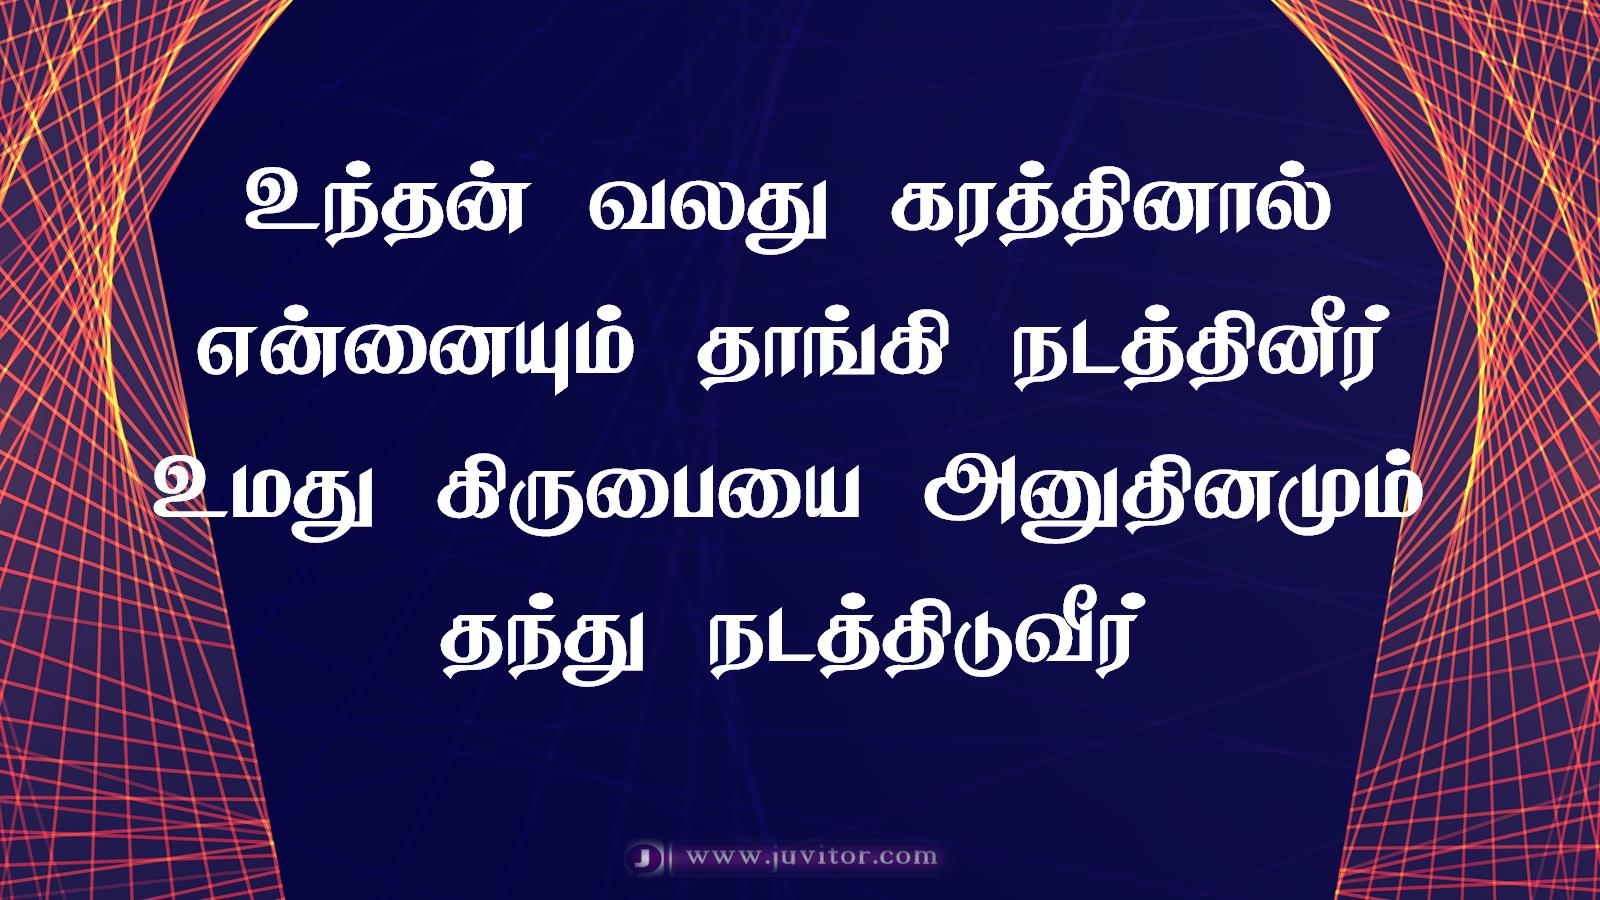 உந்தன் வலது கரத்தினால்
என்னையும் தாங்கி நடத்தினீர்
உமது கிருபையை அனுதினமும்
தந்து நடத்திடுவீர்
J www.juvitor.com